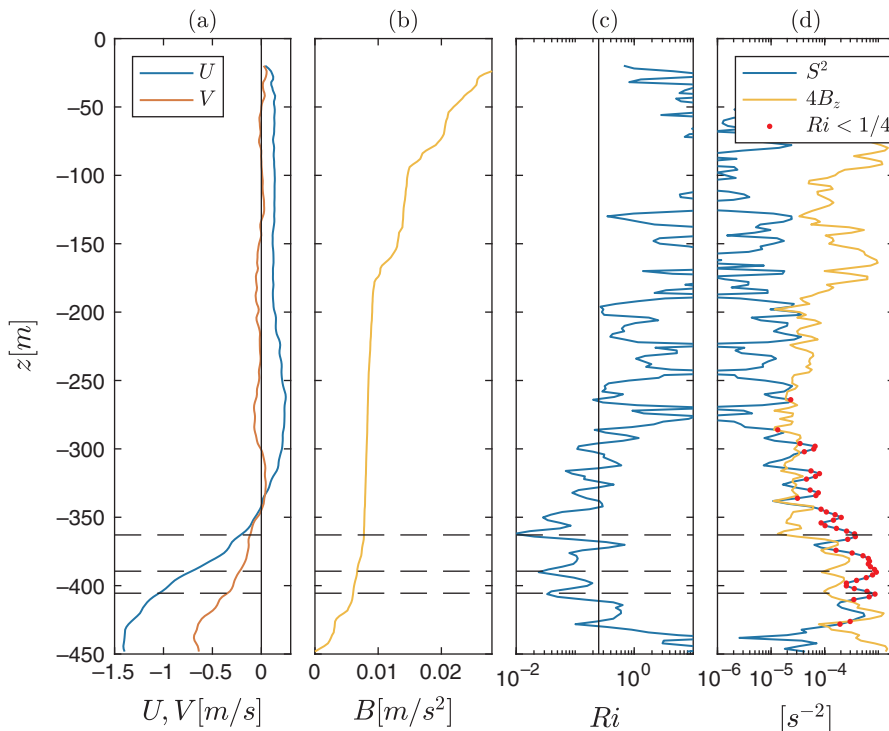 (a) (b) (c) (d)
0
−50
−100
−150
−200
−250
−300
−350
−400
−450
z[m]
U
V
S²
4B_z
Ri < 1/4
−1.5 −1 −0.5 0
0 0.01 0.02
10⁻² 10⁰
10⁻⁶ 10⁻⁵ 10⁻⁴
U, V[m/s] B[m/s²] Ri [s⁻²]